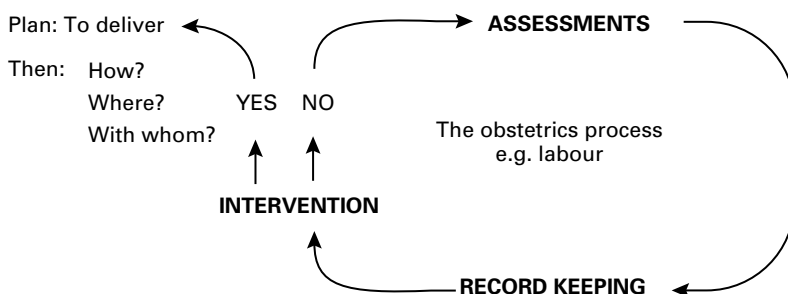 Plan: To deliver
Then: How?
Where?
With whom?
YES NO
ASSESSMENTS
The obstetrics process
e.g. labour
INTERVENTION
RECORD KEEPING